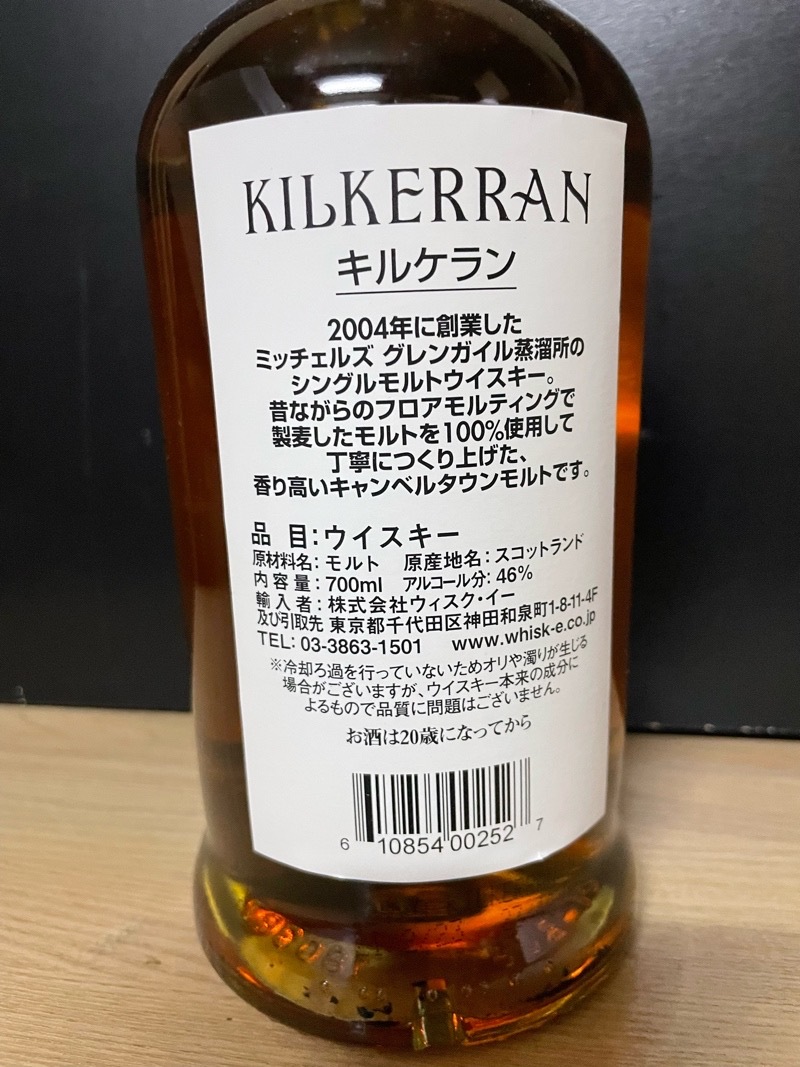 KILKERRAN
キルケラン
2004年に創業した
ミッチェルズ グレンガイル蒸溜所の
シングルモルトウイスキー。
昔ながらのフロアモルティングで
製麦したモルトを100%使用して
丁寧につくり上げた、
香り高いキャンベルタウンモルトです。
品 目:ウイスキー
原材料名:モルト 原産地名:スコットランド
内容量:700ml アルコール分:46%
輸入者:株式会社ウィスク・イー
及び引取先 東京都千代田区神田和泉町1-8-11-4F
TEL: 03-3863-1501 www.whisk-e.co.jp
※冷却ろ過を行っていないためオリや濁りが生じる
場合がございますが、ウイスキー本来の成分に
よるもので品質に問題はございません。
お酒は20歳になってから
6 10854 00252 7